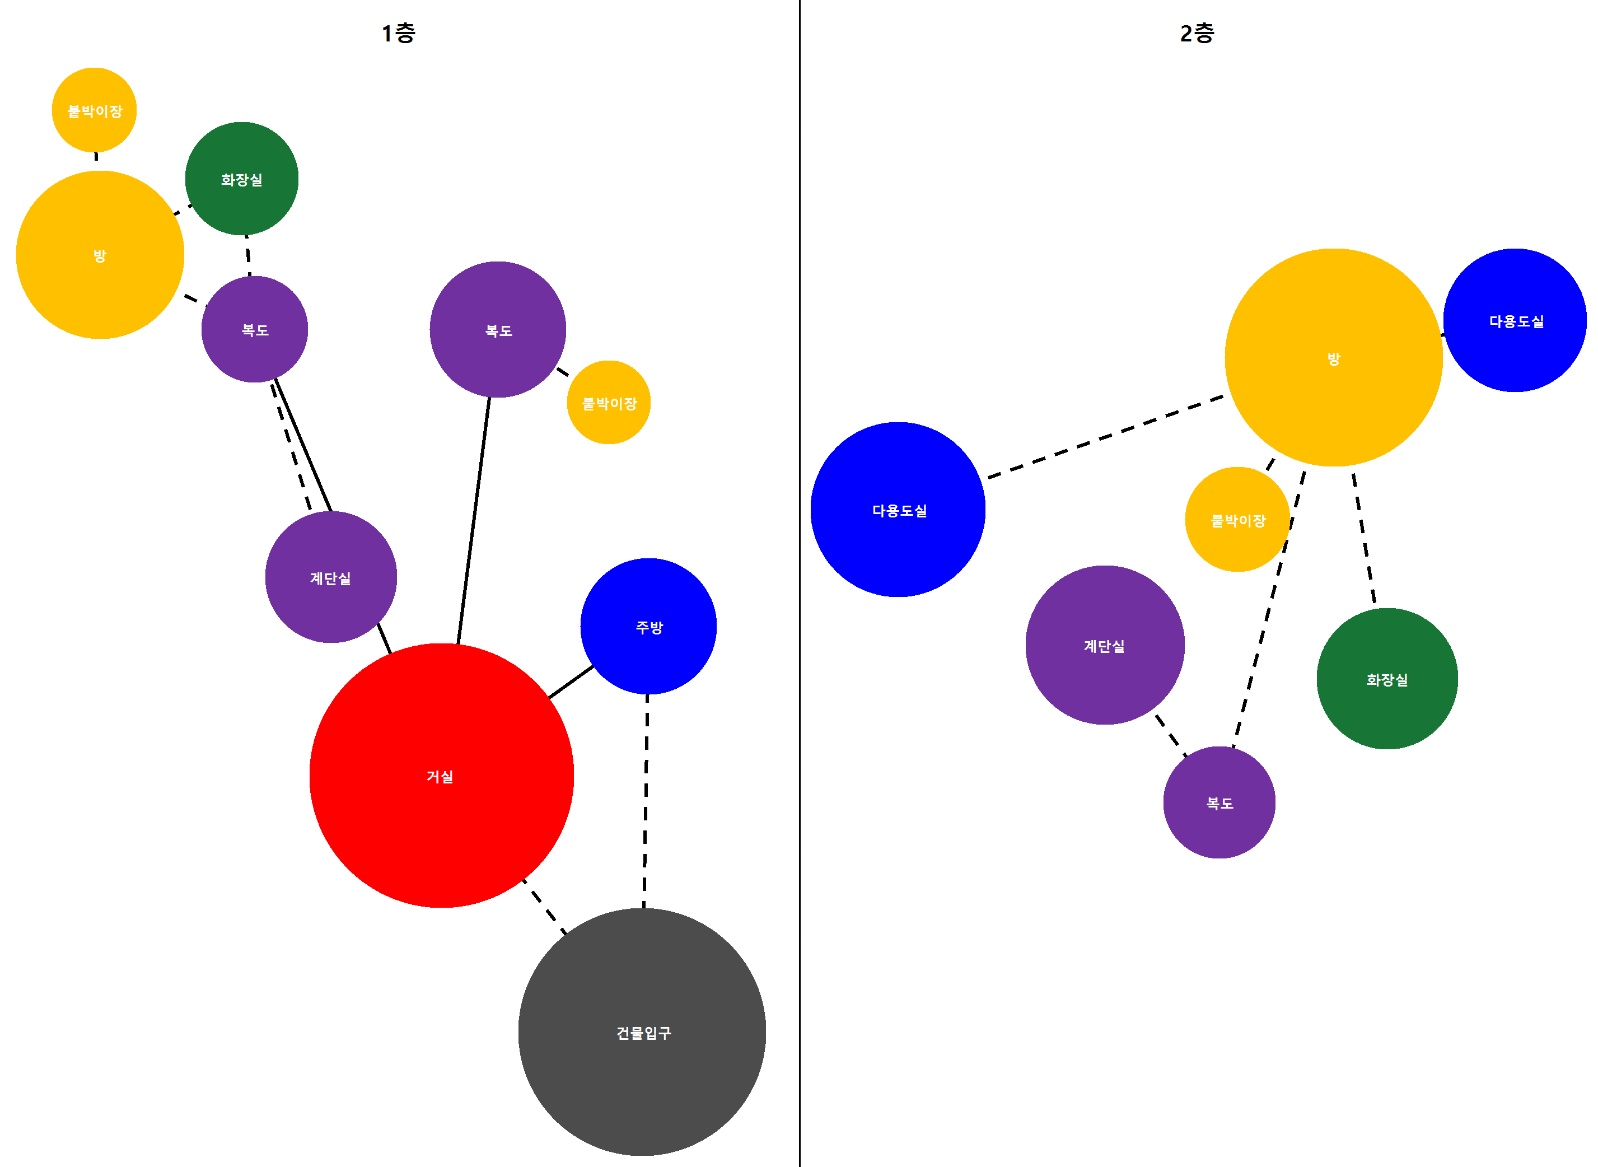 1층
붙박이장
화장실
방
복도
복도
붙박이장
계단실
주방
거실
건물입구
2층
다용도실
방
다용도실
붙박이장
계단실
화장실
복도